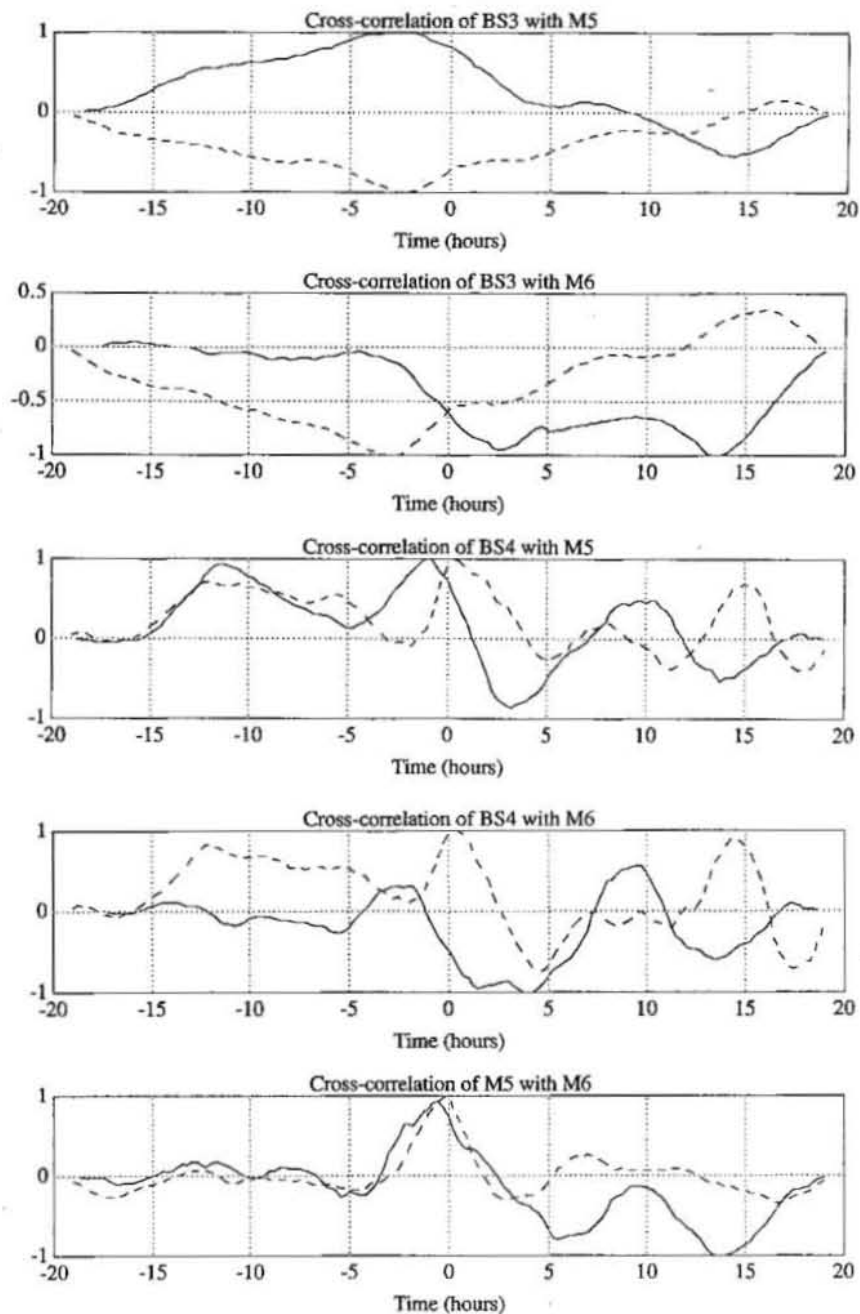 Cross-correlation of BS3 with M5
1
0
-1
-20 -15 -10 -5 0 5 10 15 20
Time (hours)
Cross-correlation of BS3 with M6
0.5
0
-0.5
-1
-20 -15 -10 -5 0 5 10 15 20
Time (hours)
Cross-correlation of BS4 with M5
1
0
-1
-20 -15 -10 -5 0 5 10 15 20
Time (hours)
Cross-correlation of BS4 with M6
1
0
-1
-20 -15 -10 -5 0 5 10 15 20
Time (hours)
Cross-correlation of M5 with M6
1
0
-1
-20 -15 -10 -5 0 5 10 15 20
Time (hours)